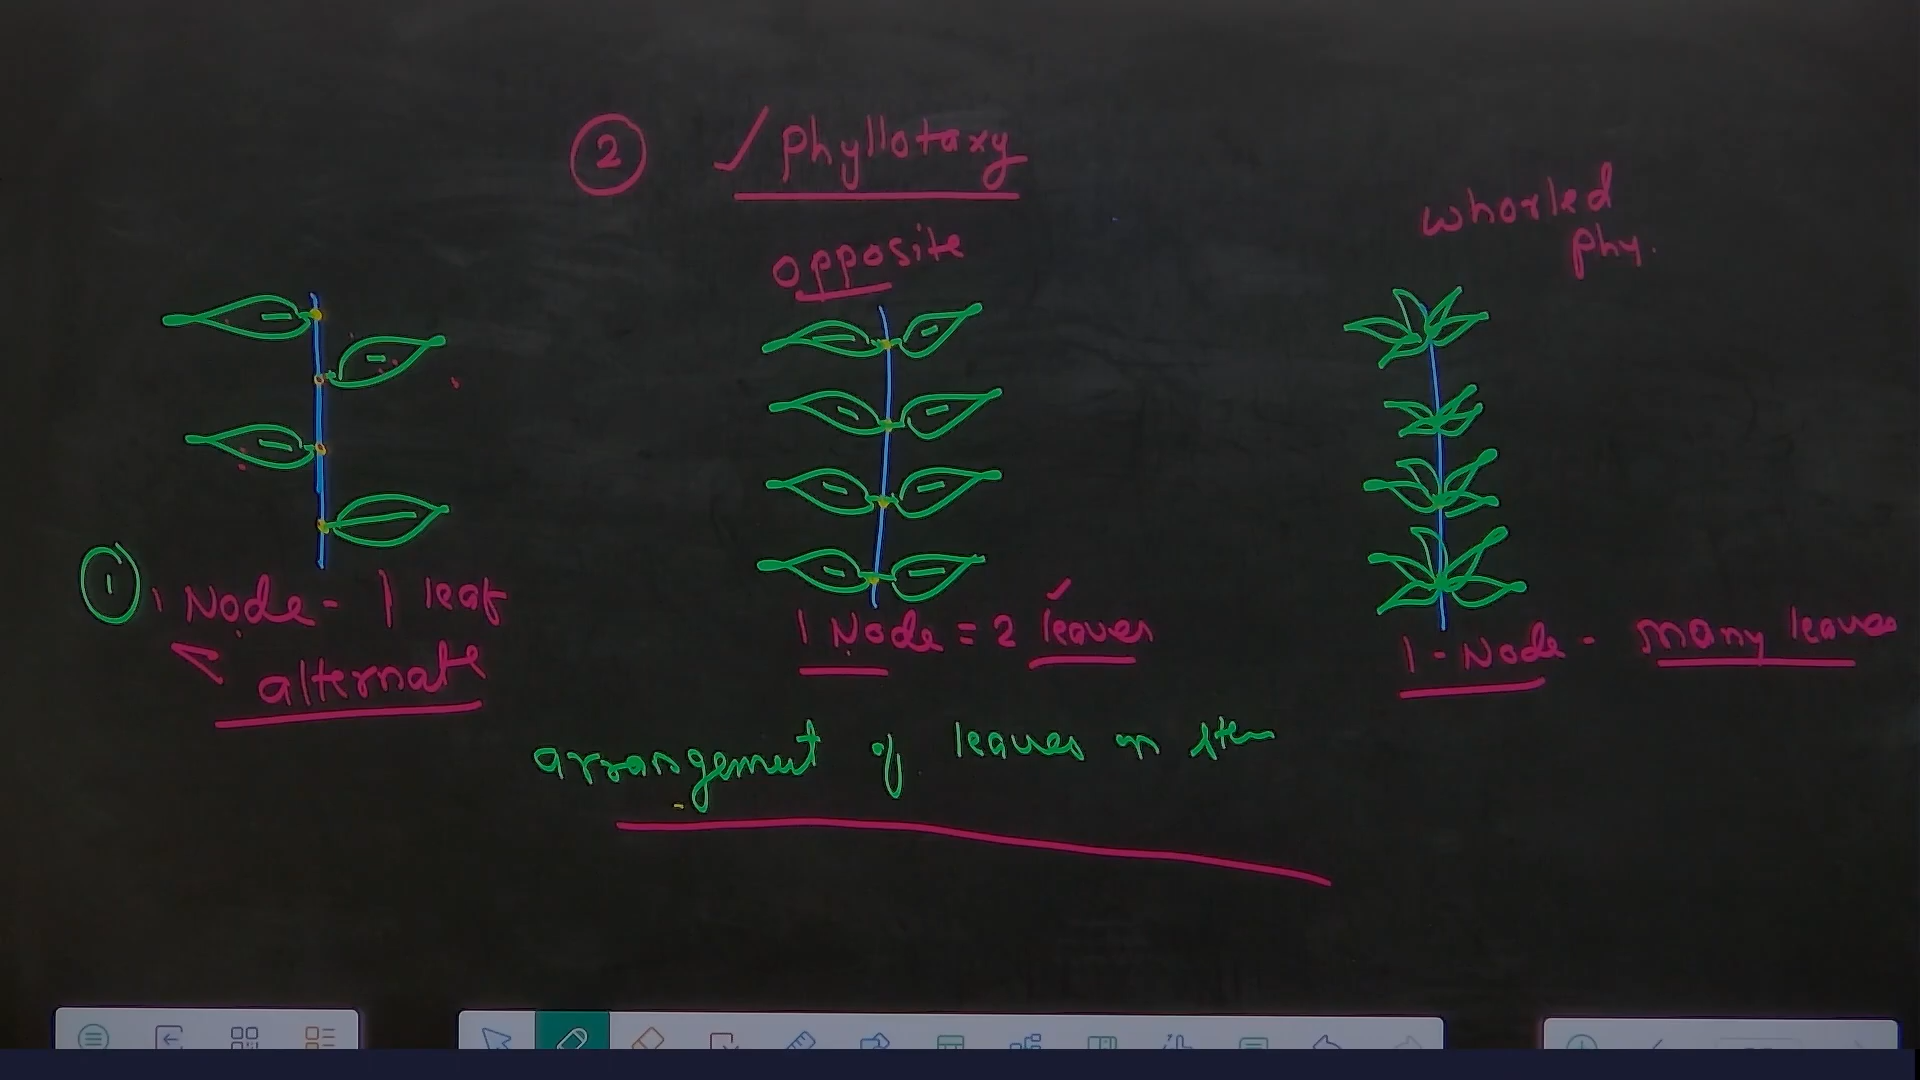 2 phyllotaxy
opposite
whorled
phy.
1
1 Node - 1 leaf
alternate
1 Node = 2 leaves
1 - Node - many leaves
arrangement of leaves on stem